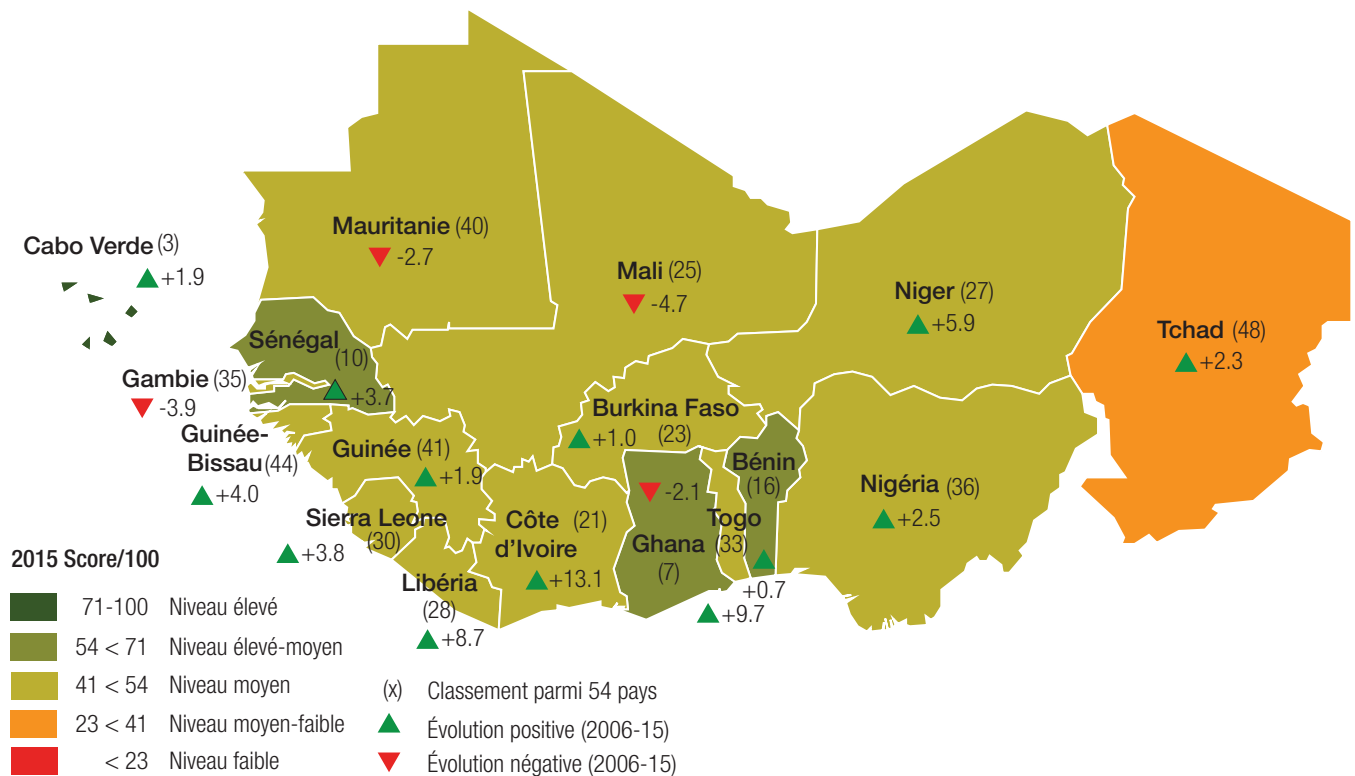 Mauritanie (40)
-2.7
Cabo Verde (3)
+1.9
Mali (25)
-4.7
Niger (27)
+5.9
Tchad (48)
+2.3
Sénégal
(10)
+3.7
Gambie (35)
-3.9
Burkina Faso
(23)
+1.0
Guinée-
Bissau (44)
+4.0
Guinée (41)
+1.9
Bénin
(16)
+0.7
Nigéria (36)
+2.5
Sierra Leone
(30)
+3.8
Côte (21)
d'Ivoire
+13.1
-2.1
Ghana
(7)
Togo
(33)
+9.7
Libéria
(28)
+8.7
2015 Score/100
71-100 Niveau élevé
54 < 71 Niveau élevé-moyen
41 < 54 Niveau moyen
23 < 41 Niveau moyen-faible
< 23 Niveau faible
(x) Classement parmi 54 pays
Évolution positive (2006-15)
Évolution négative (2006-15)